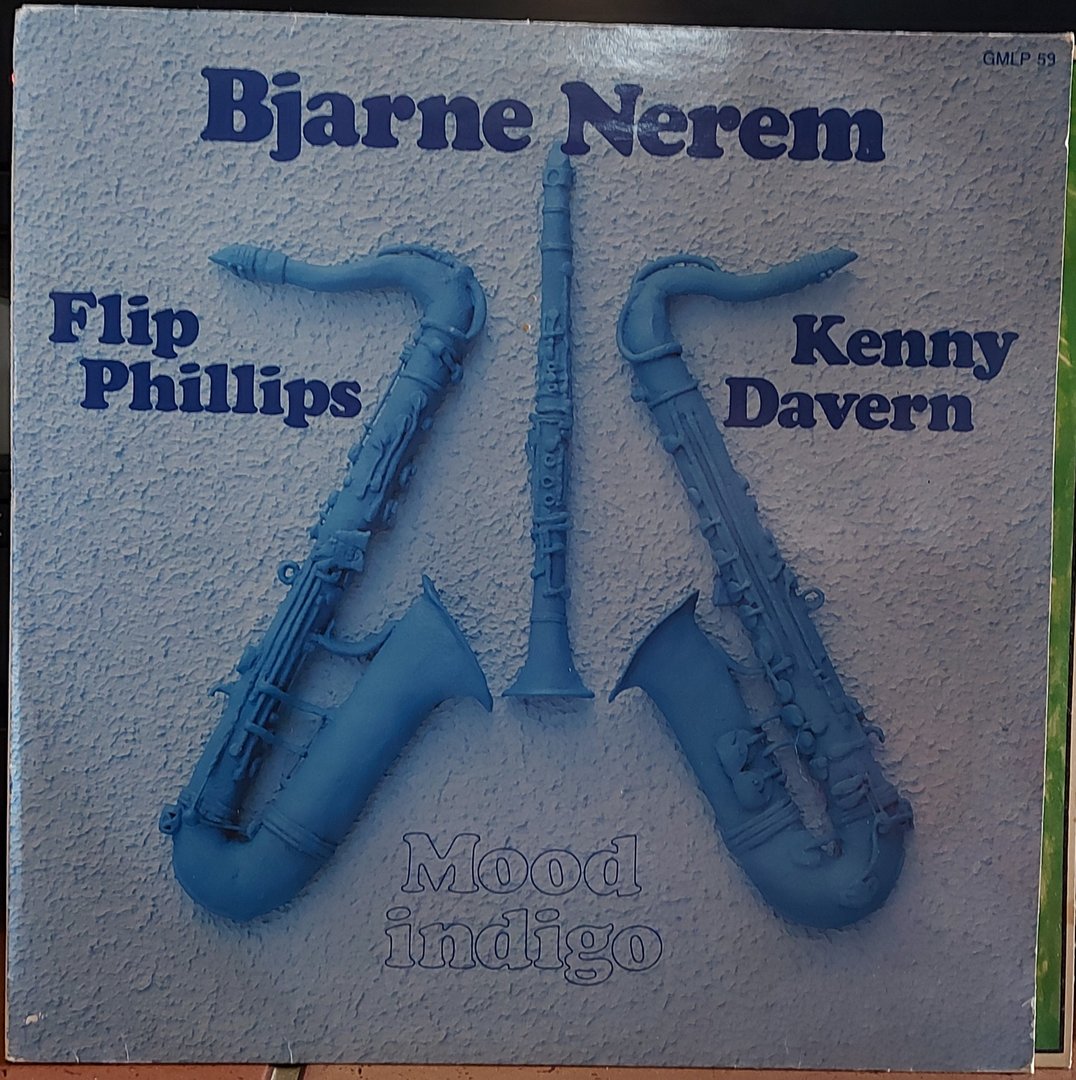 GMLP 59
Bjarne Nerem
Flip
Phillips
Kenny
Davern
Mood
indigo